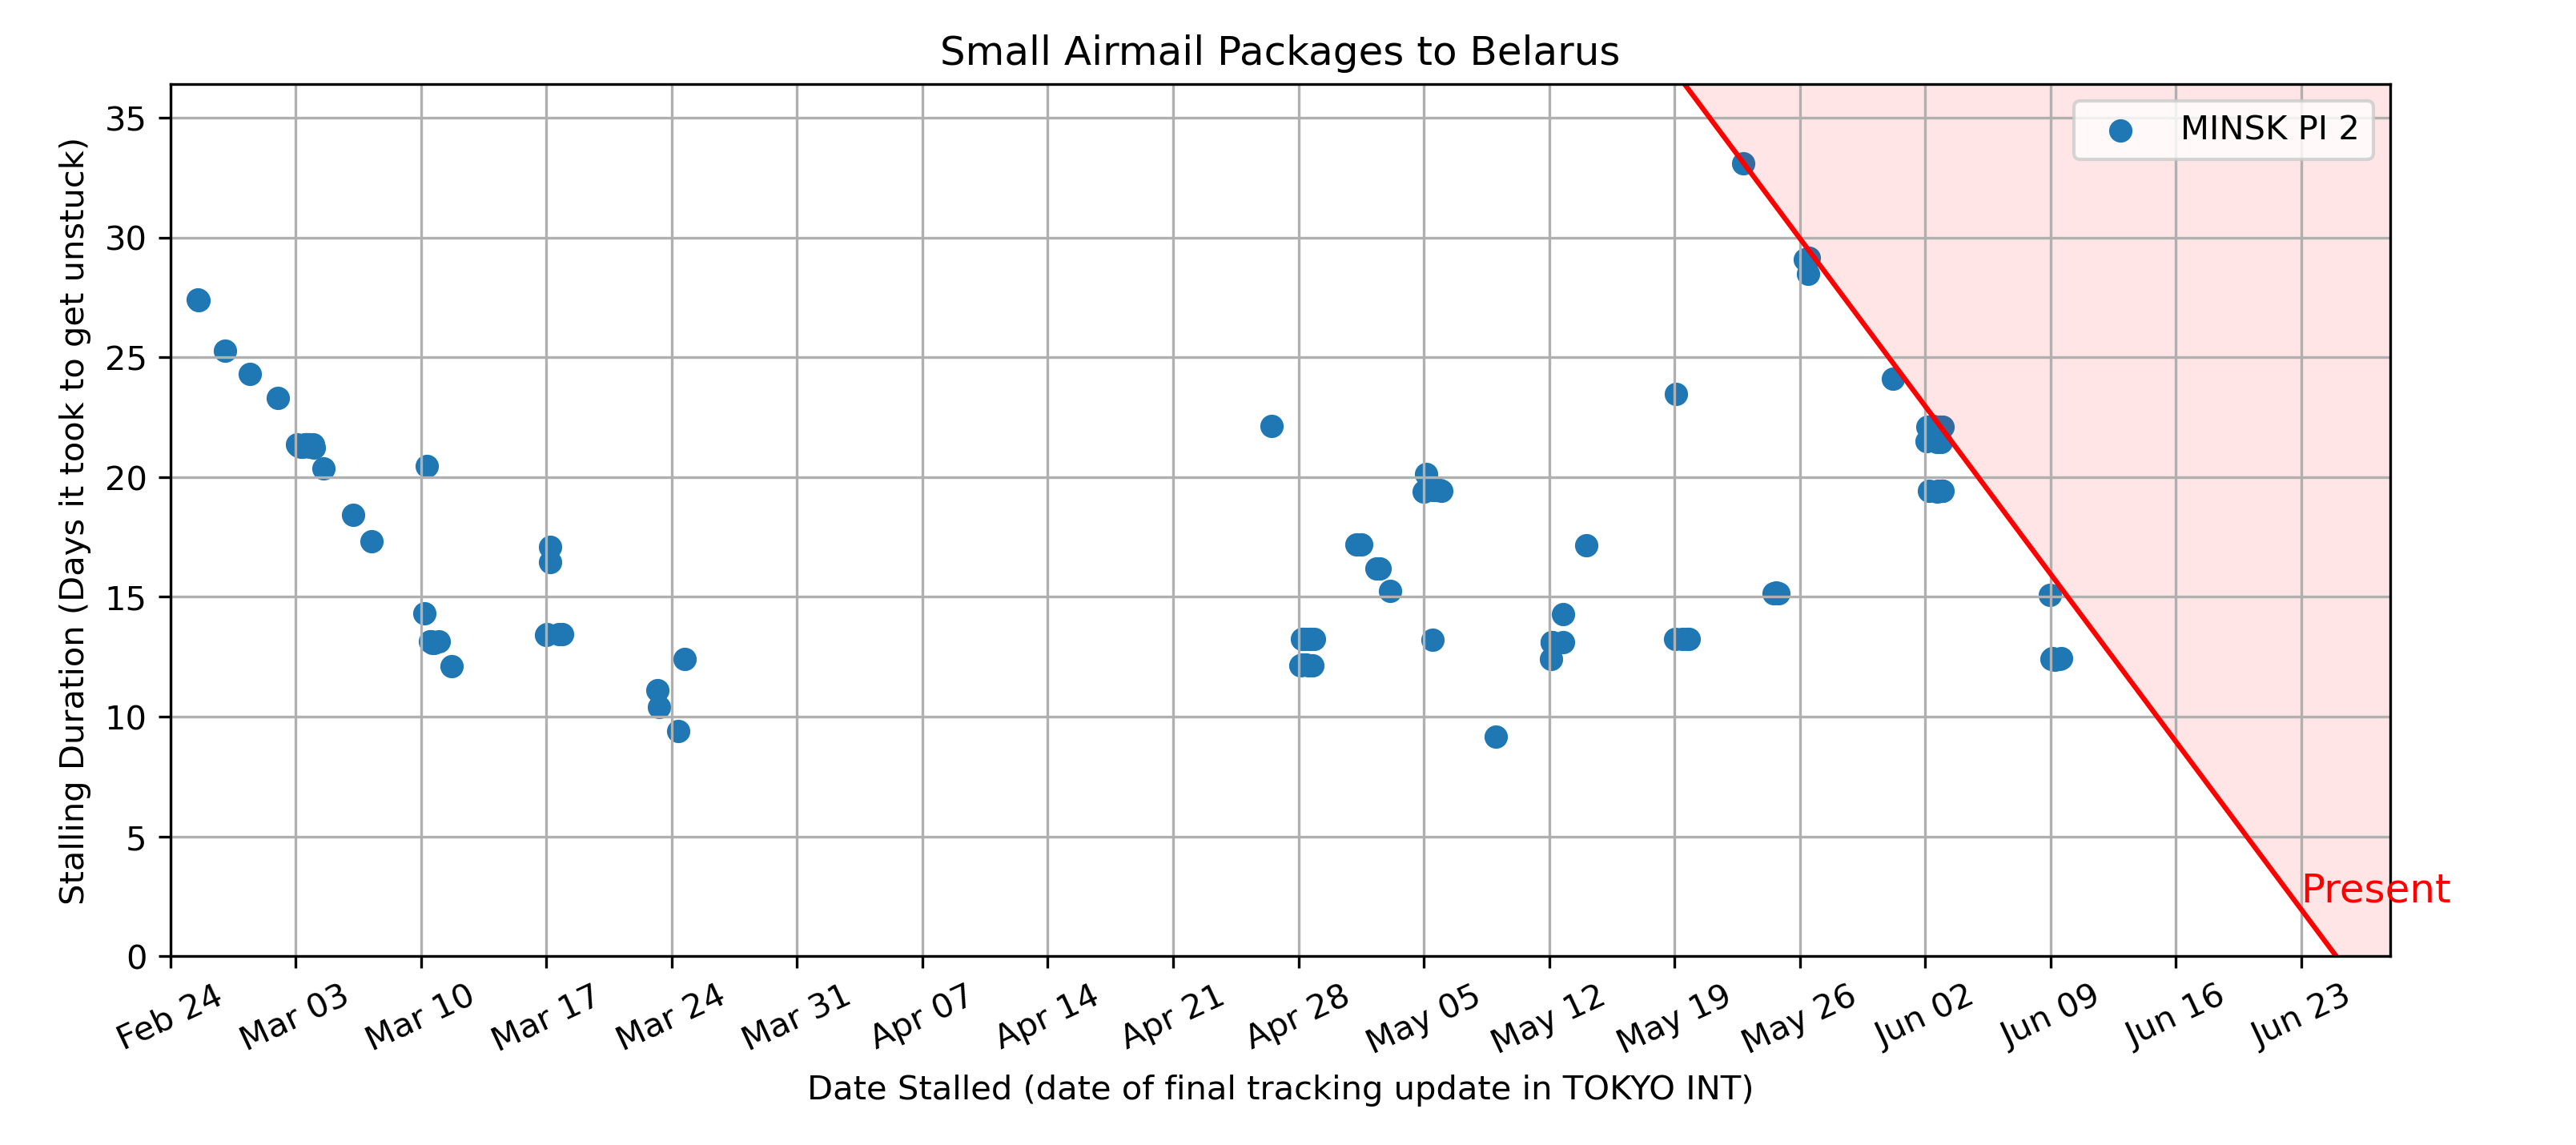 Small Airmail Packages to Belarus
MINSK PI 2
Stalling Duration (Days it took to get unstuck)
35
30
25
20
15
10
5
0
Present
Feb 24
Mar 03
Mar 10
Mar 17
Mar 24
Mar 31
Apr 07
Apr 14
Apr 21
Apr 28
May 05
May 12
May 19
May 26
Jun 02
Jun 09
Jun 16
Jun 23
Date Stalled (date of final tracking update in TOKYO INT)